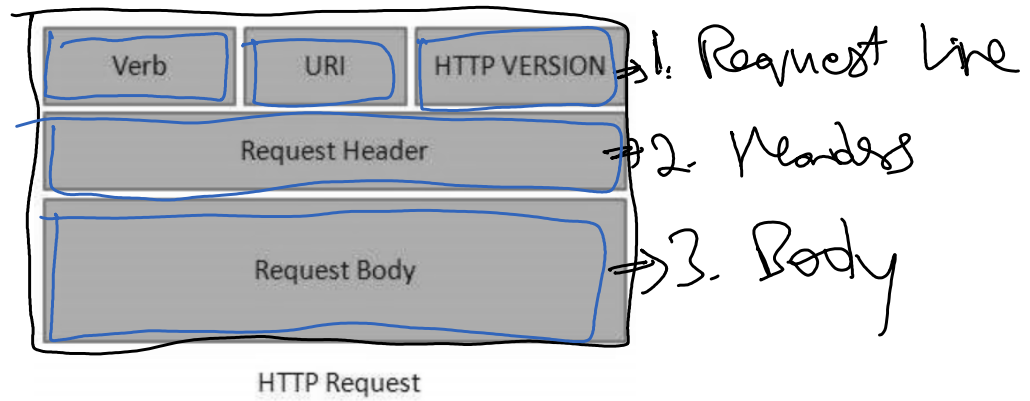 Verb URI HTTP VERSION ⇒ 1. Request Line
Request Header ⇒ 2. Headers
Request Body ⇒ 3. Body
HTTP Request